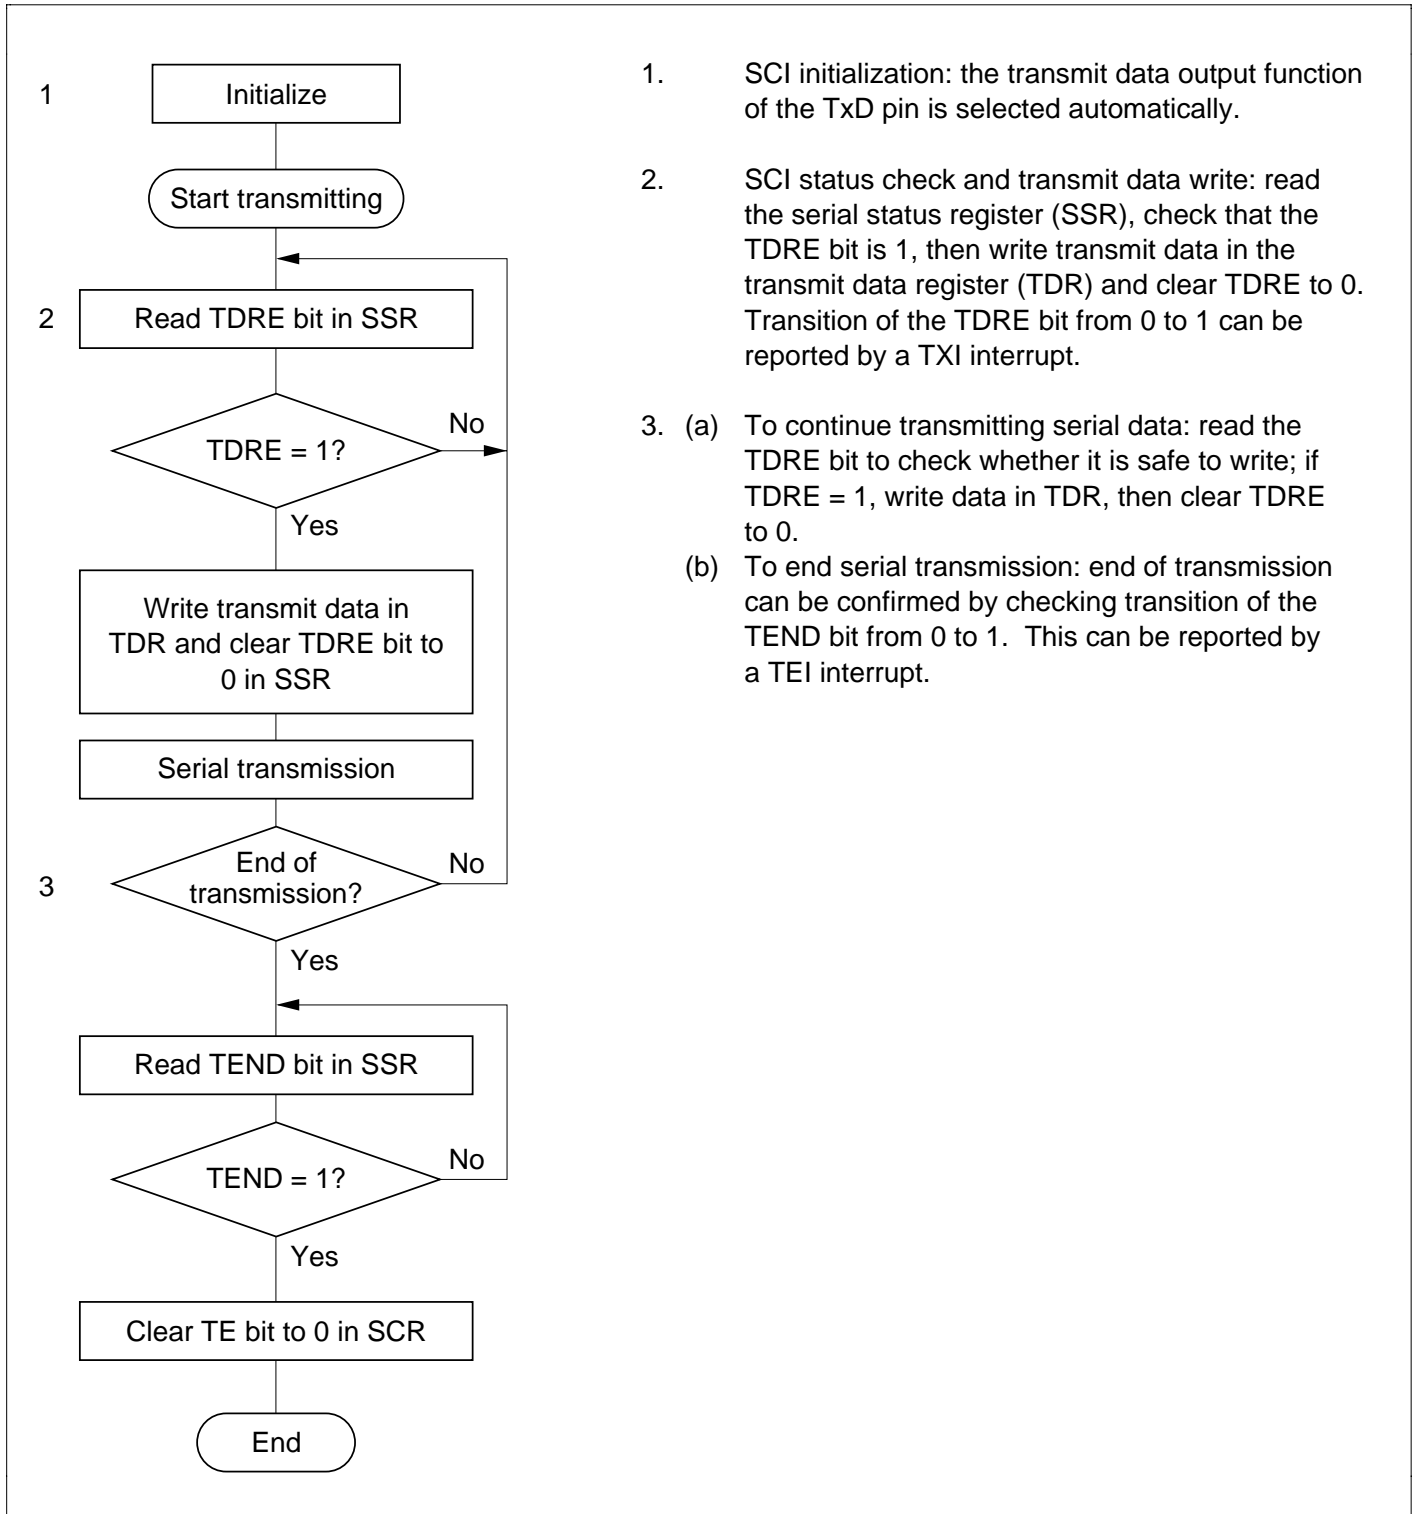 1
Initialize
Start transmitting
2
Read TDRE bit in SSR
TDRE = 1?
No
Yes
Write transmit data in
TDR and clear TDRE bit to
0 in SSR
Serial transmission
3
End of
transmission?
No
Yes
Read TEND bit in SSR
TEND = 1?
No
Yes
Clear TE bit to 0 in SCR
End
1. SCI initialization: the transmit data output function
of the TxD pin is selected automatically.
2. SCI status check and transmit data write: read
the serial status register (SSR), check that the
TDRE bit is 1, then write transmit data in the
transmit data register (TDR) and clear TDRE to 0.
Transition of the TDRE bit from 0 to 1 can be
reported by a TXI interrupt.
3. (a) To continue transmitting serial data: read the
TDRE bit to check whether it is safe to write; if
TDRE = 1, write data in TDR, then clear TDRE
to 0.
(b) To end serial transmission: end of transmission
can be confirmed by checking transition of the
TEND bit from 0 to 1. This can be reported by
a TEI interrupt.